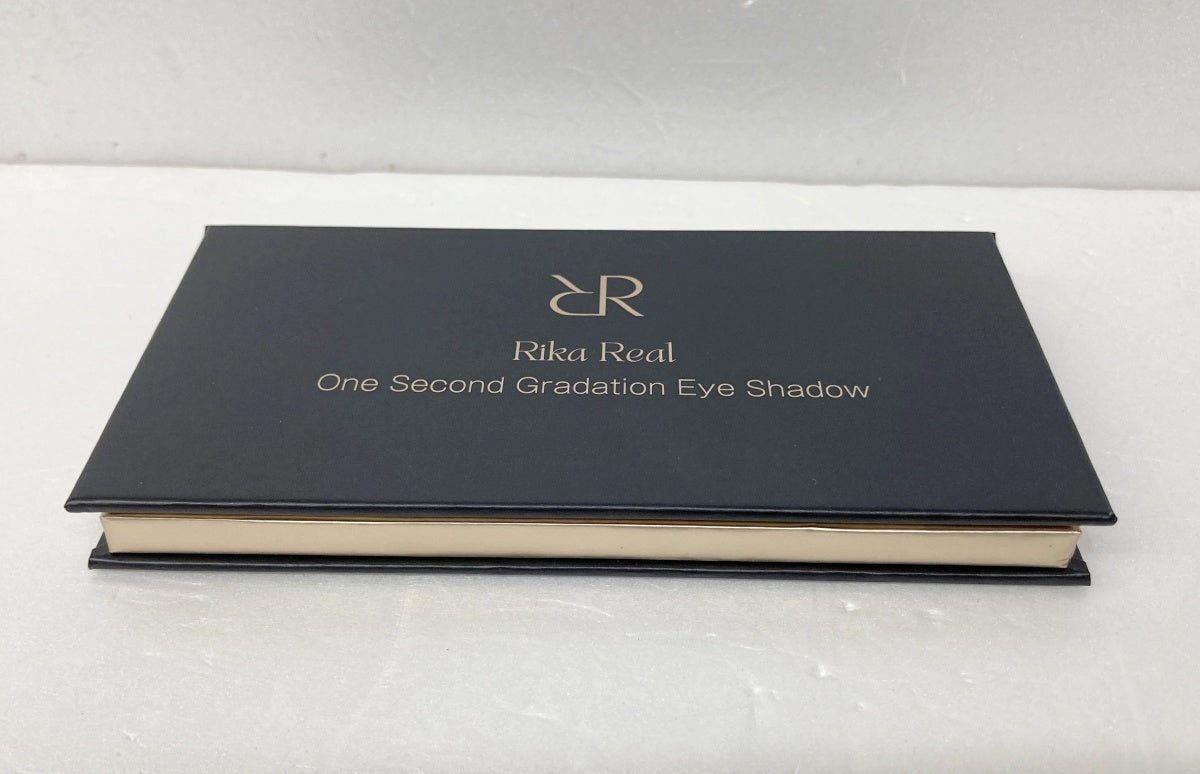 RR
Rika Real
One Second Gradation Eye Shadow